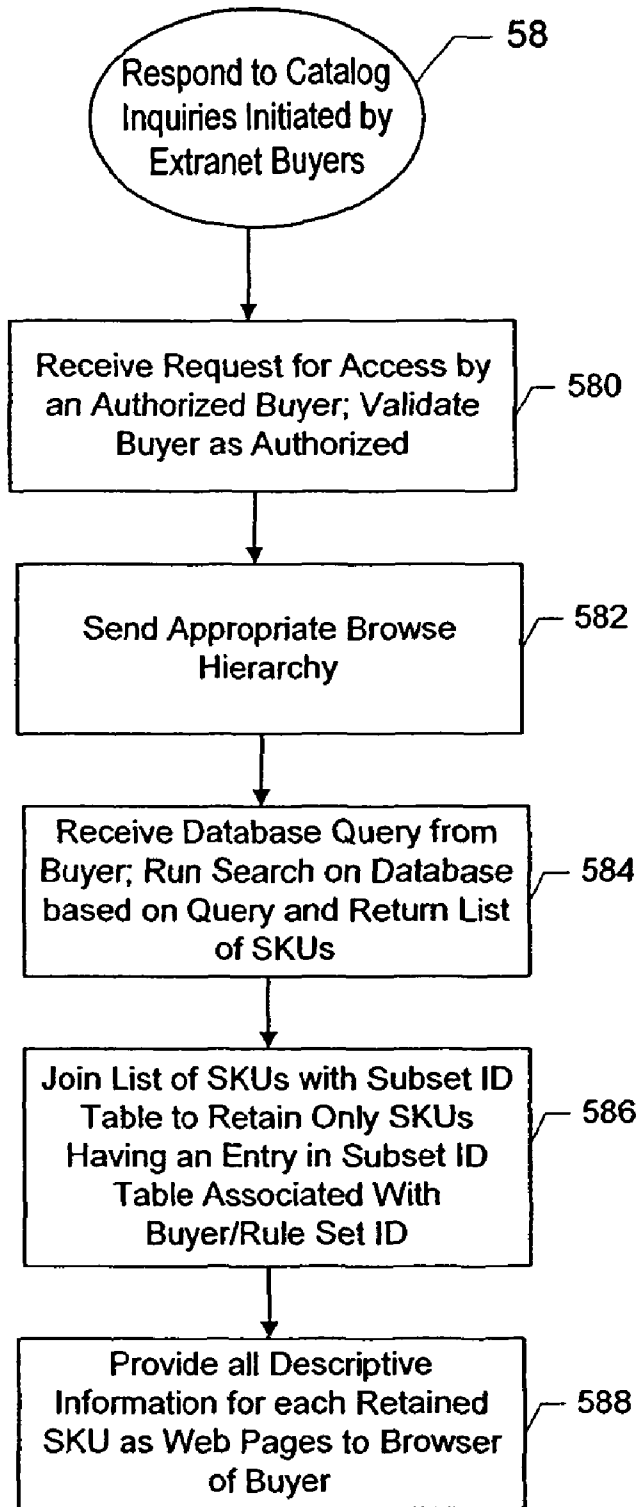 58
Respond to Catalog
Inquiries Initiated by
Extranet Buyers
Receive Request for Access by
an Authorized Buyer; Validate
Buyer as Authorized
580
Send Appropriate Browse
Hierarchy
582
Receive Database Query from
Buyer; Run Search on Database
based on Query and Return List
of SKUs
584
Join List of SKUs with Subset ID
Table to Retain Only SKUs
Having an Entry in Subset ID
Table Associated With
Buyer/Rule Set ID
586
Provide all Descriptive
Information for each Retained
SKU as Web Pages to Browser
of Buyer
588